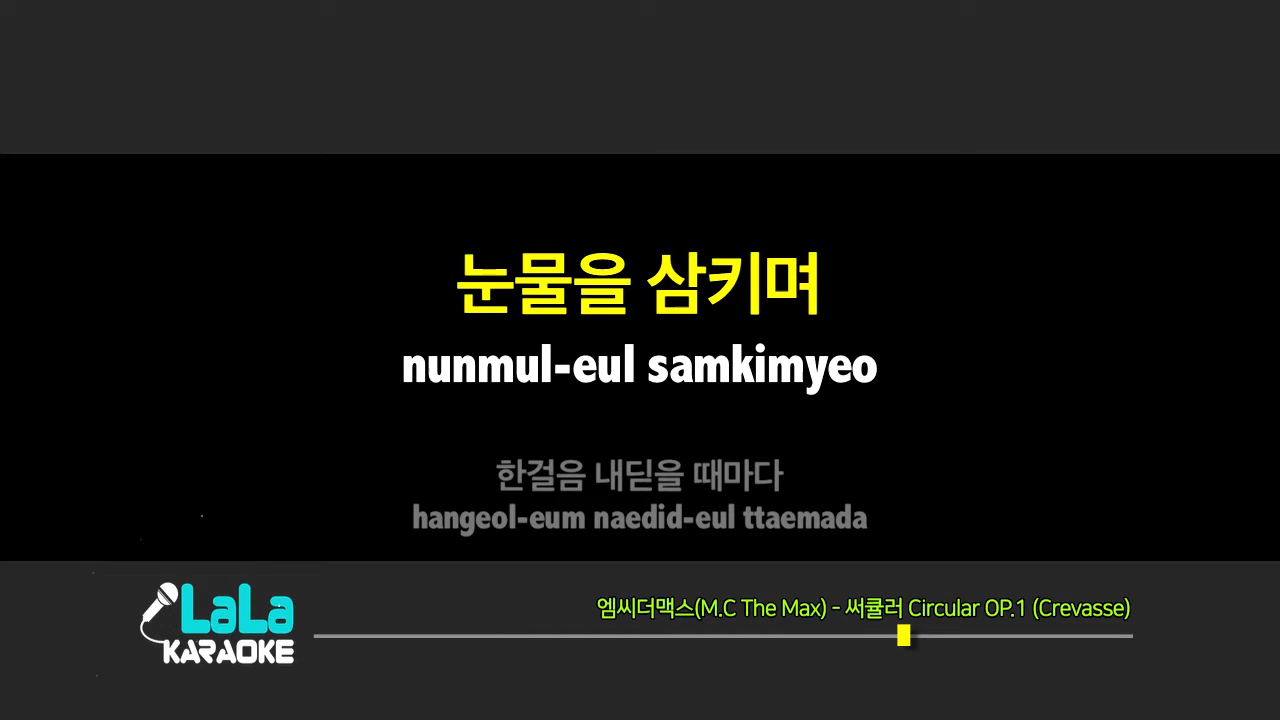 눈물을 삼키며
nunmul-eul samkimyeo
한걸음 내딛을 때마다
hangeol-eum naedid-eul ttaemada
엠씨더맥스(M.C The Max) - 써큘러 Circular OP.1 (Crevasse)
LaLa
KARAOKE